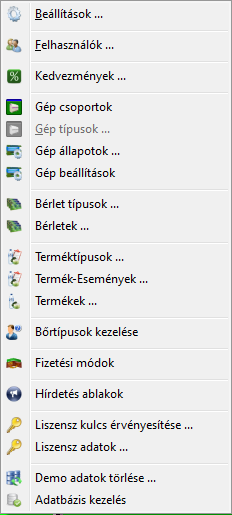 Beállítások ...
Felhasználók ...
Kedvezmények ...
Gép csoportok
Gép típusok ...
Gép állapotok ...
Gép beállítások
Bérlet típusok ...
Bérletek ...
Terméktípusok ...
Termék-Események ...
Termékek ...
Bőrtípusok kezelése
Fizetési módok
Hírdetés ablakok
Liszensz kulcs érvényesítése ...
Liszensz adatok ...
Demo adatok törlése ...
Adatbázis kezelés